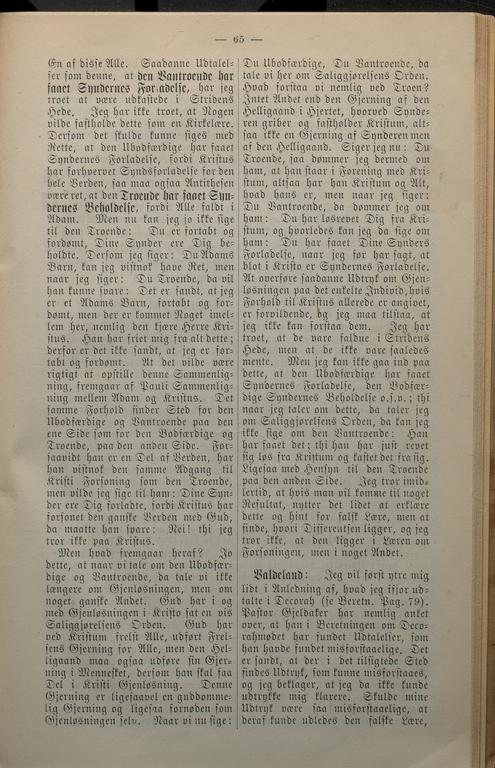 — 65 —
En af disse Alle. Saadanne Udtalel-
ser som denne, at den Vantroende har
faaet Syndernes Forladelse, har jeg
troet at være udkastede i Stridens
Hede. Jeg har ikke troet, at Nogen
vilde fastholde dette som en Kirkelære.
Dersom det skulde kunne siges med
Rette, at den Ubodfærdige har faaet
Syndernes Forladelse, fordi Kristus
har forhvervet Syndsforladelse for den
hele Verden, saa maa ogsaa Antithesen
være ret, at den Troende har faaet Syn-
dernes Beholdelse, fordi Alle faldt i
Adam. Men nu kan jeg jo ikke sige
til den Troende: Du er fortabt og
fordømt, Dine Synder ere Dig be-
holdte. Dersom jeg siger: Du Adams
Barn, kan jeg vistnok have Ret, men
naar jeg siger: Du Troende, da vil
han kunne svare: Det er sandt, at jeg
er et Adams Barn, fortabt og for-
dømt, men der er kommet Noget imel-
lem her, nemlig den kjære Herre Kri-
stus. Han har friet mig fra alt dette;
derfor er det ikke sandt, at jeg er for-
tabt og fordømt. At det vilde være
rigtigt at opstille denne Sammenlig-
ning, fremgaar af Pauli Sammenlig-
ning mellem Adam og Kristus. Det
samme Forhold finder Sted for den
Ubodfærdige og Vantroende paa den
ene Side som for den Bodfærdige og
Troende, paa den anden Side. For-
saavidt han er en Del af Verden, har
han vistnok den samme Adgang til
Kristi Forsoning som den Troende,
men vilde jeg sige til ham: Dine Syn-
der ere Dig forladte, fordi Kristus har
forsonet den ganske Verden med Gud,
da maatte han svare: Nei! thi jeg
tror ikke paa Kristus.
Men hvad fremgaar heraf? Jo
dette, at naar vi tale om den Ubodfær-
dige og Vantroende, da tale vi ikke
længere om Gjenløsningen, men om
noget ganske Andet. Gud har i og
med Gjenløsningen i Kristo sat en vis
Saliggjørelsens Orden. Gud har
ved Kristum frelst Alle, udført Frel-
sens Gjerning for Alle, men den Hel-
ligaand maa ogsaa udføre sin Gjer-
ning i Mennesket, dersom han skal faa
Del i Kristi Gjenløsning. Denne
Gjerning er ligesaavel en guddomme-
lig Gjerning og ligesaa fornøden som
Gjenløsningen selv. Naar vi nu sige:
Du Ubodfærdige, Du Vantroende, da
tale vi her om Saliggjørelsens Orden.
Hvad forstaa vi nemlig ved Troen?
Intet Andet end den Gjerning af den
Helligaand i Hjertet, hvorved Synde-
ren griber og fastholder Kristum, alt-
saa ikke en Gjerning af Synderen men
af den Helligaand. Siger jeg nu: Du
Troende, saa dømmer jeg dermed om
ham, at han staar i Forening med Kri-
stum, altsaa har han Kristum og Alt,
hvad hans er, men naar jeg siger:
Du Vantroende, da dømmer jeg om
ham: Du har løsrevet Dig fra Kri-
stum, og hvorledes kan jeg da sige om
ham: Du har faaet Dine Synders
Forladelse, naar jeg før har sagt, at
blot i Kristo er Syndernes Forladelse.
At overføre saadanne Udtryk om Gjen-
løsningen paa det enkelte Individ, hvis
Forhold til Kristus allerede er angivet,
er forvildende, og jeg maa tilstaa, at
jeg ikke kan forstaa dem. Jeg har
troet, at de vare faldne i Stridens
Hede, men at de ikke vare saaledes
mente. Men jeg kan ikke gaa ind paa
dette, at den Ubodfærdige har faaet
Syndernes Forladelse, den Bodfær-
dige Syndernes Beholdelse o.s.v.; thi
naar jeg taler om dette, da taler jeg
om Saliggjørelsens Orden, da kan jeg
ikke sige om den Vantroende: Han
har faaet det; thi han har just revet
sig løs fra Kristum og kastet det fra sig.
Ligesaa med Hensyn til den Troende
paa den anden Side. Jeg tror imid-
lertid, at hvis man vil komme til noget
Resultat, nytter det lidet at erklære
dette og hint for falsk Lære, men at
finde, hvori Differentsen ligger, og jeg
tror ikke, at den ligger i Læren om
Forsoningen, men i noget Andet.
Valdeland: Jeg vil først ytre mig
lidt i Anledning af, hvad jeg ifjor ud-
talte i Decorah (se Beretn. Pag. 79).
Pastor Gjeldaker har nemlig anket
over, at han i Beretningen om Deco-
rahmødet har fundet Udtalelser, som
han havde fundet misforstaaelige. Det
er sandt, at der i det tilsigtede Sted
findes Udtryk, som kunne misforstaaes,
og jeg beklager, at jeg da ikke kunde
udtrykke mig klarere. Skulde mine
Udtryk være saa misforstaaelige, at
deraf kunde udledes den falske Lære,